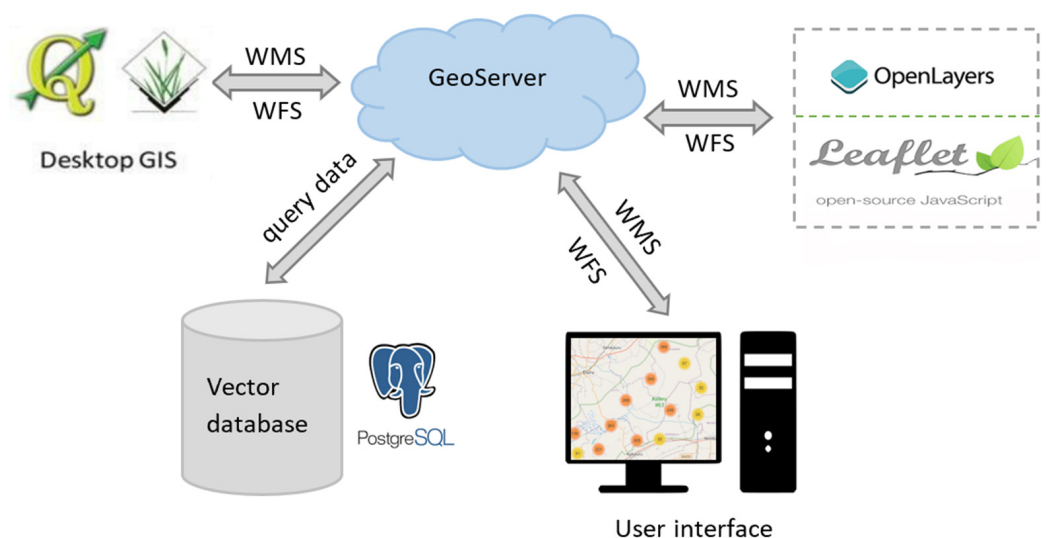 WMS
WFS
Desktop GIS
GeoServer
WMS
WFS
OpenLayers
Leaflet
open-source JavaScript
query data
WMS
WFS
Vector
database
PostgreSQL
User interface